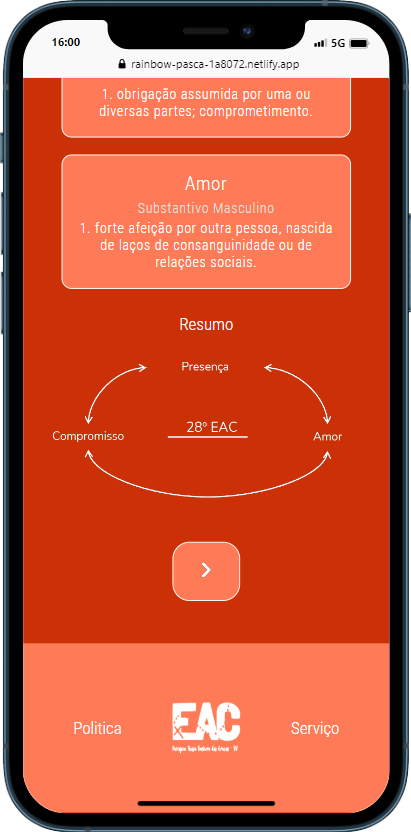 16:00
5G
rainbow-pasca-1a8072.netlify.app
1. obrigação assumida por uma ou
diversas partes; comprometimento.
Amor
Substantivo Masculino
1. forte afeição por outra pessoa, nascida
de laços de consanguinidade ou de
relações sociais.
Resumo
Presença
28º EAC
Compromisso
Amor
Politica
EAC
Serviço